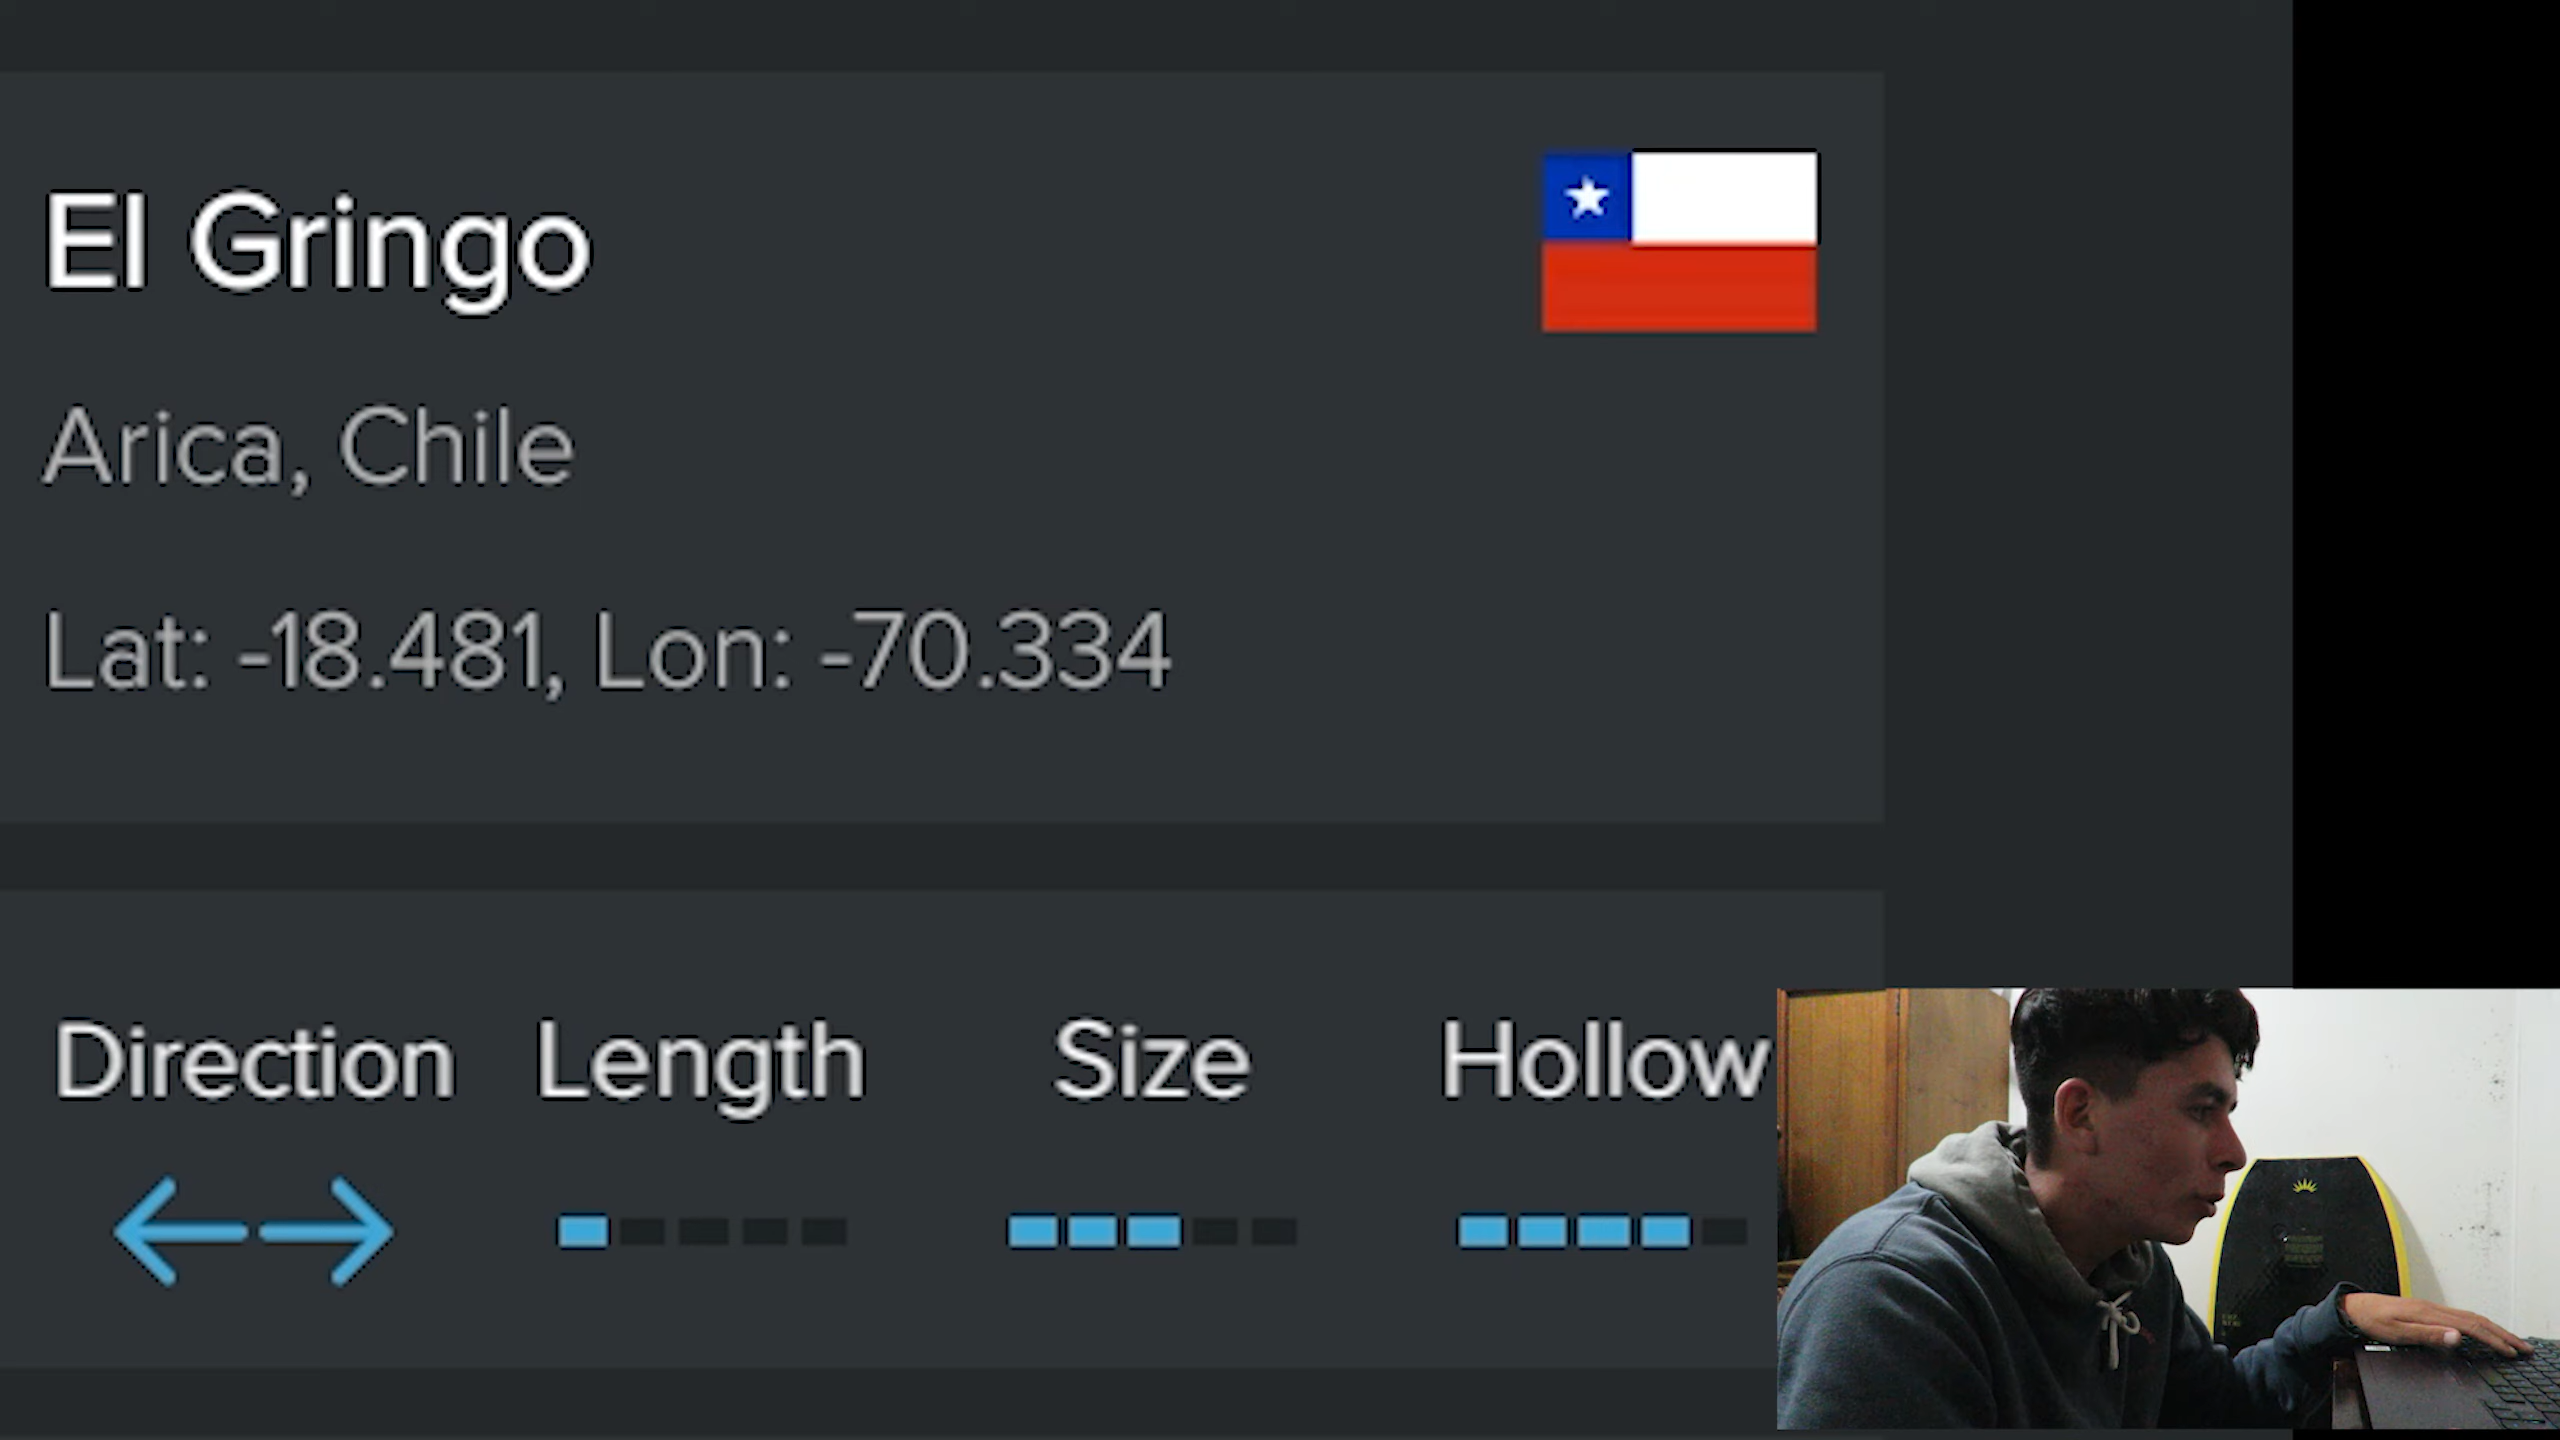 El Gringo
Arica, Chile
Lat: -18.481, Lon: -70.334
Direction Length Size Hollow